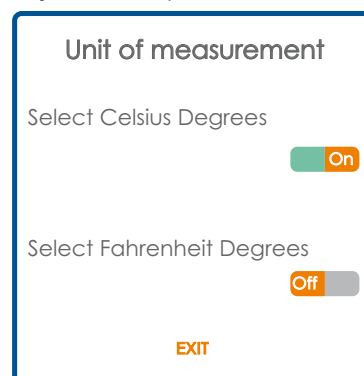 Unit of measurement
Select Celsius Degrees
On
Select Fahrenheit Degrees
Off
EXIT